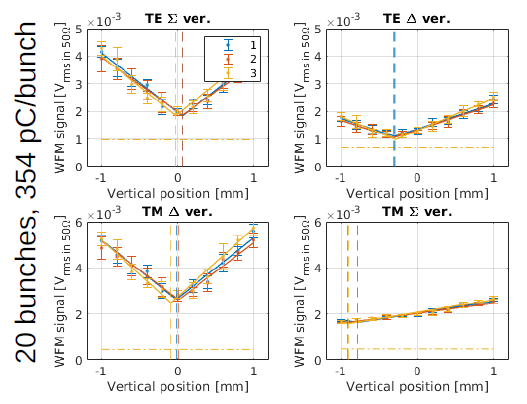 20 bunches, 354 pC/bunch
TE Σ ver.
×10⁻³
WFM signal [V_rms in 50Ω]
5
4
3
2
1
0
-1 0 1
Vertical position [mm]
1
2
3
TE Δ ver.
×10⁻³
WFM signal [V_rms in 50Ω]
5
4
3
2
1
0
-1 0 1
Vertical position [mm]
TM Δ ver.
×10⁻³
WFM signal [V_rms in 50Ω]
6
4
2
0
-1 0 1
Vertical position [mm]
TM Σ ver.
×10⁻³
WFM signal [V_rms in 50Ω]
6
4
2
0
-1 0 1
Vertical position [mm]